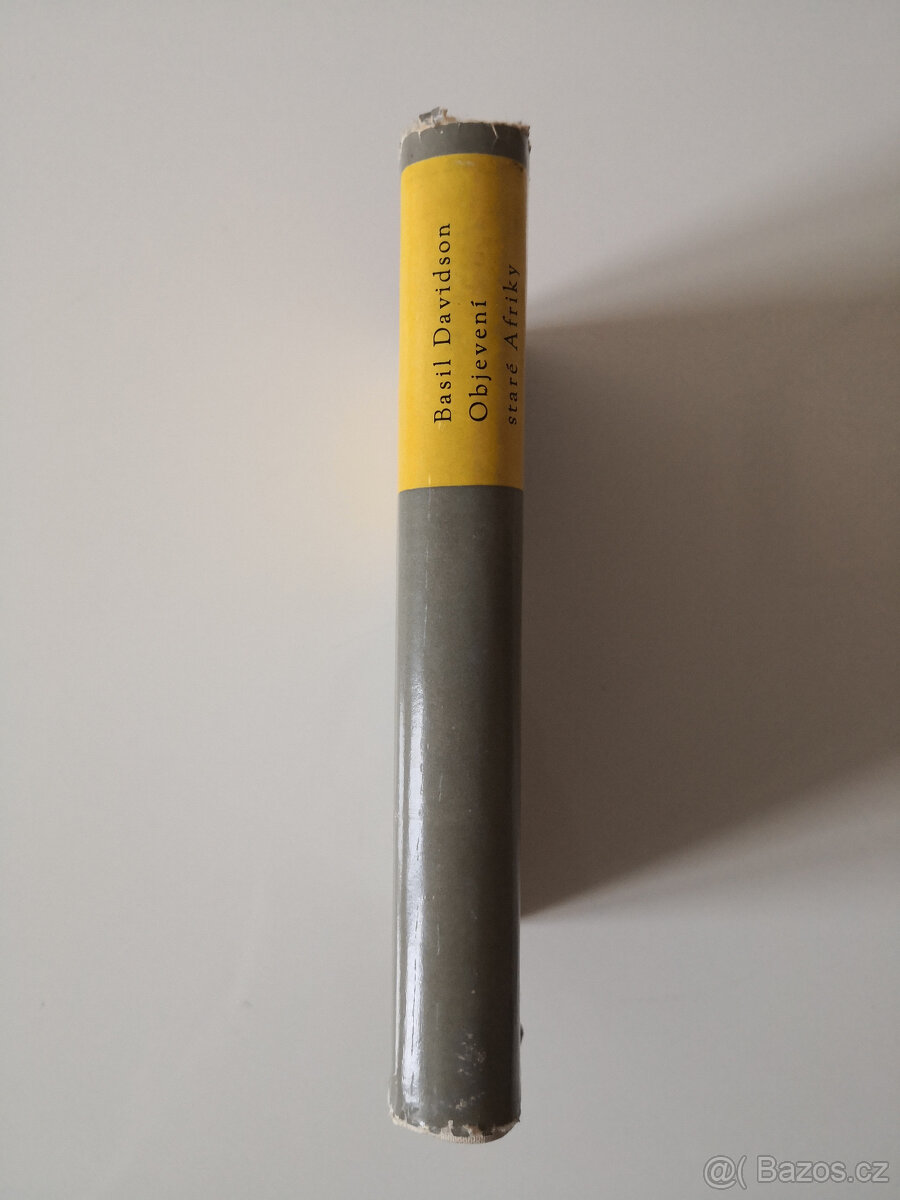 Basil Davidson
Objevení
staré Afriky
@( Bazos.cz